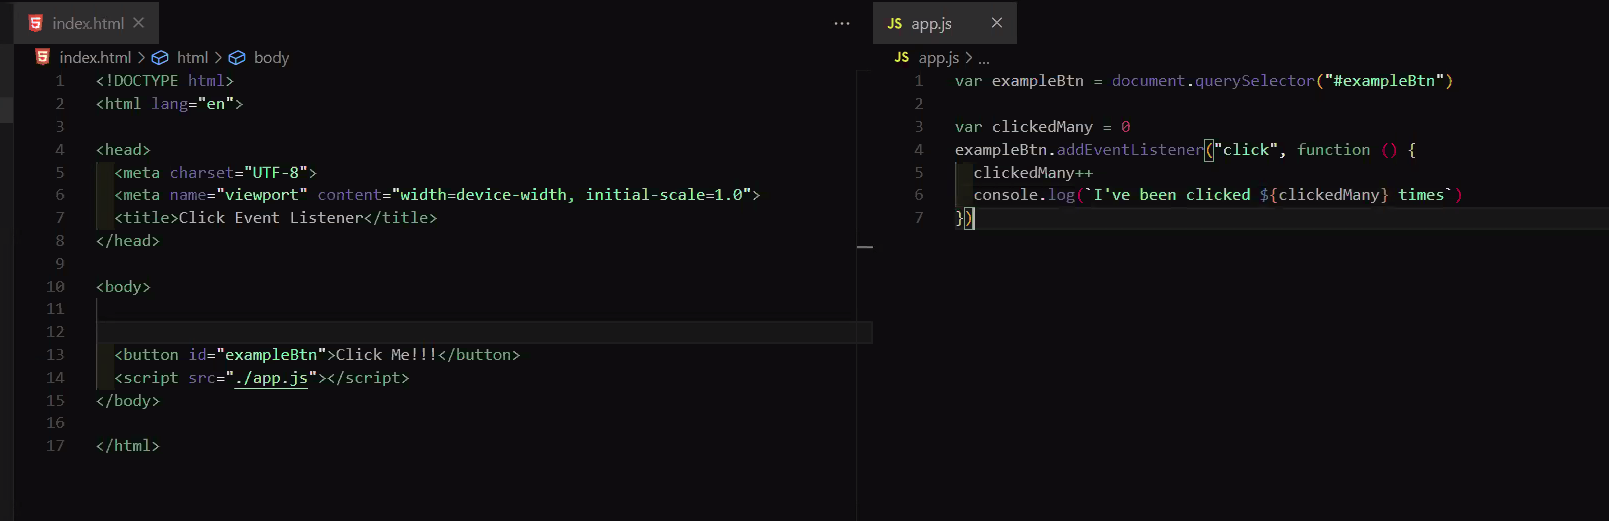 index.html
index.html > html > body
1 <!DOCTYPE html>
2 <html lang="en">
3
4 <head>
5   <meta charset="UTF-8">
6   <meta name="viewport" content="width=device-width, initial-scale=1.0">
7   <title>Click Event Listener</title>
8 </head>
9
10 <body>
11
12
13   <button id="exampleBtn">Click Me!!!</button>
14   <script src="./app.js"></script>
15 </body>
16
17 </html>
JS app.js
JS app.js > ...
1 var exampleBtn = document.querySelector("#exampleBtn")
2
3 var clickedMany = 0
4 exampleBtn.addEventListener("click", function () {
5   clickedMany++
6   console.log(`I've been clicked ${clickedMany} times`)
7 })